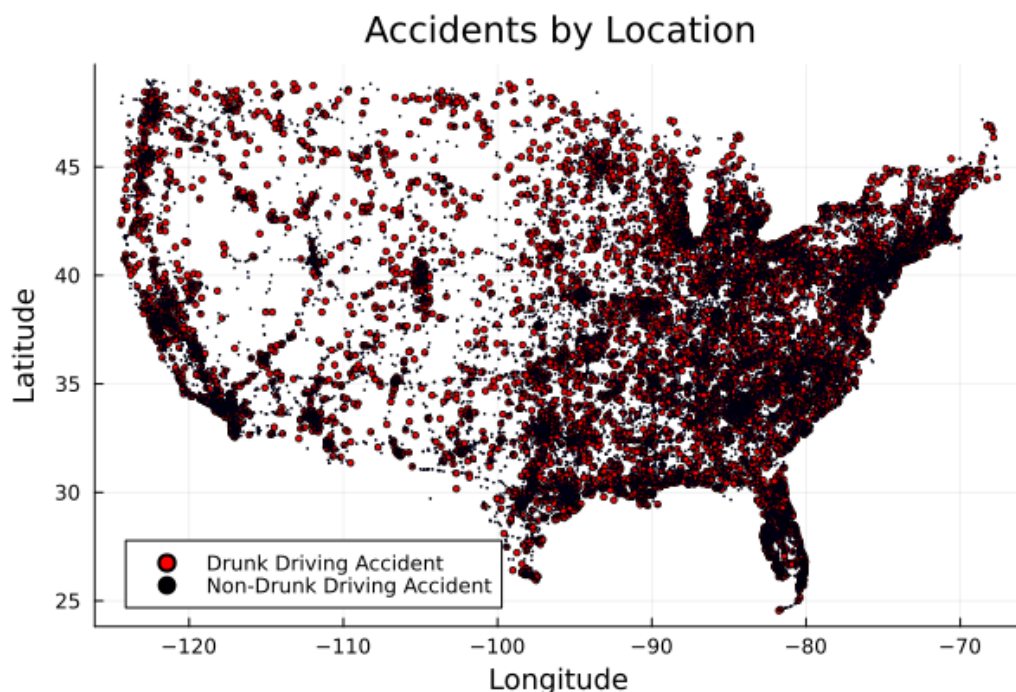 Accidents by Location
Latitude
45
40
35
30
25
Drunk Driving Accident
Non-Drunk Driving Accident
−120
−110
−100
−90
−80
−70
Longitude